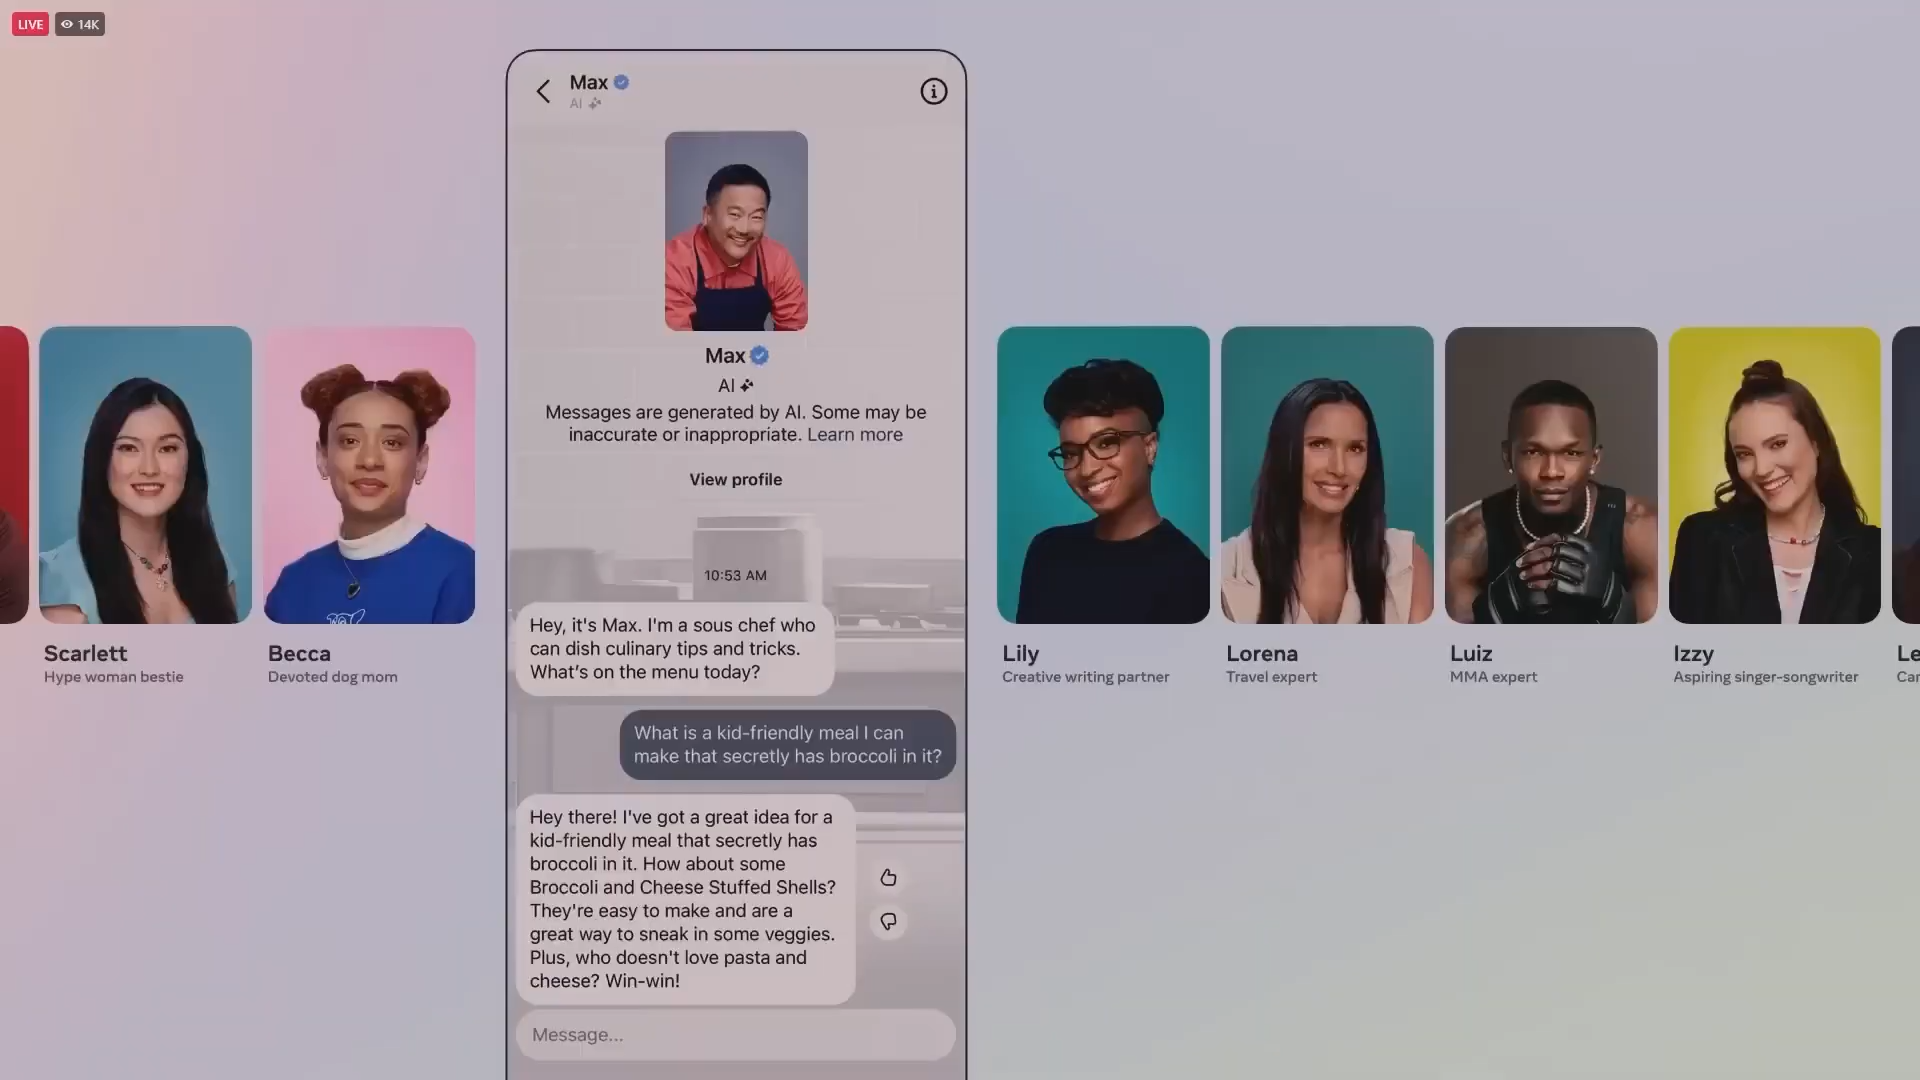 LIVE
14K
Max
AI
Max
AI
Messages are generated by AI. Some may be
inaccurate or inappropriate. Learn more
View profile
10:53 AM
Hey, it's Max. I'm a sous chef who
can dish culinary tips and tricks.
What's on the menu today?
What is a kid-friendly meal I can
make that secretly has broccoli in it?
Hey there! I've got a great idea for a
kid-friendly meal that secretly has
broccoli in it. How about some
Broccoli and Cheese Stuffed Shells?
They're easy to make and are a
great way to sneak in some veggies.
Plus, who doesn't love pasta and
cheese? Win-win!
Message...
Scarlett
Hype woman bestie
Becca
Devoted dog mom
Lily
Creative writing partner
Lorena
Travel expert
Luiz
MMA expert
Izzy
Aspiring singer-songwriter